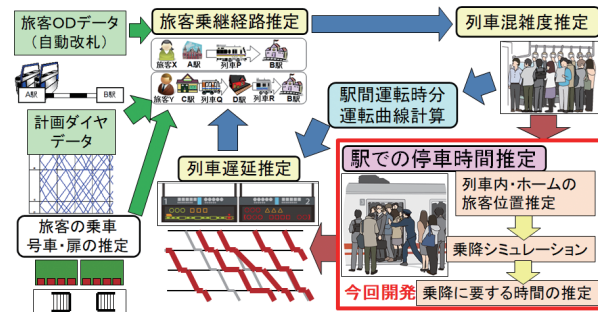 旅客ODデータ
（自動改札）
A駅
B駅
計画ダイヤ
データ
旅客の乗車
号車・扉の推定
旅客乗継経路推定
旅客X
A駅
列車P
B駅
旅客Y
C駅
列車Q
D駅
列車R
B駅
列車混雑度推定
駅間運転時分
運転曲線計算
列車遅延推定
1
2
駅での停車時間推定
列車内・ホームの
旅客位置推定
乗降シミュレーション
今回開発
乗降に要する時間の推定